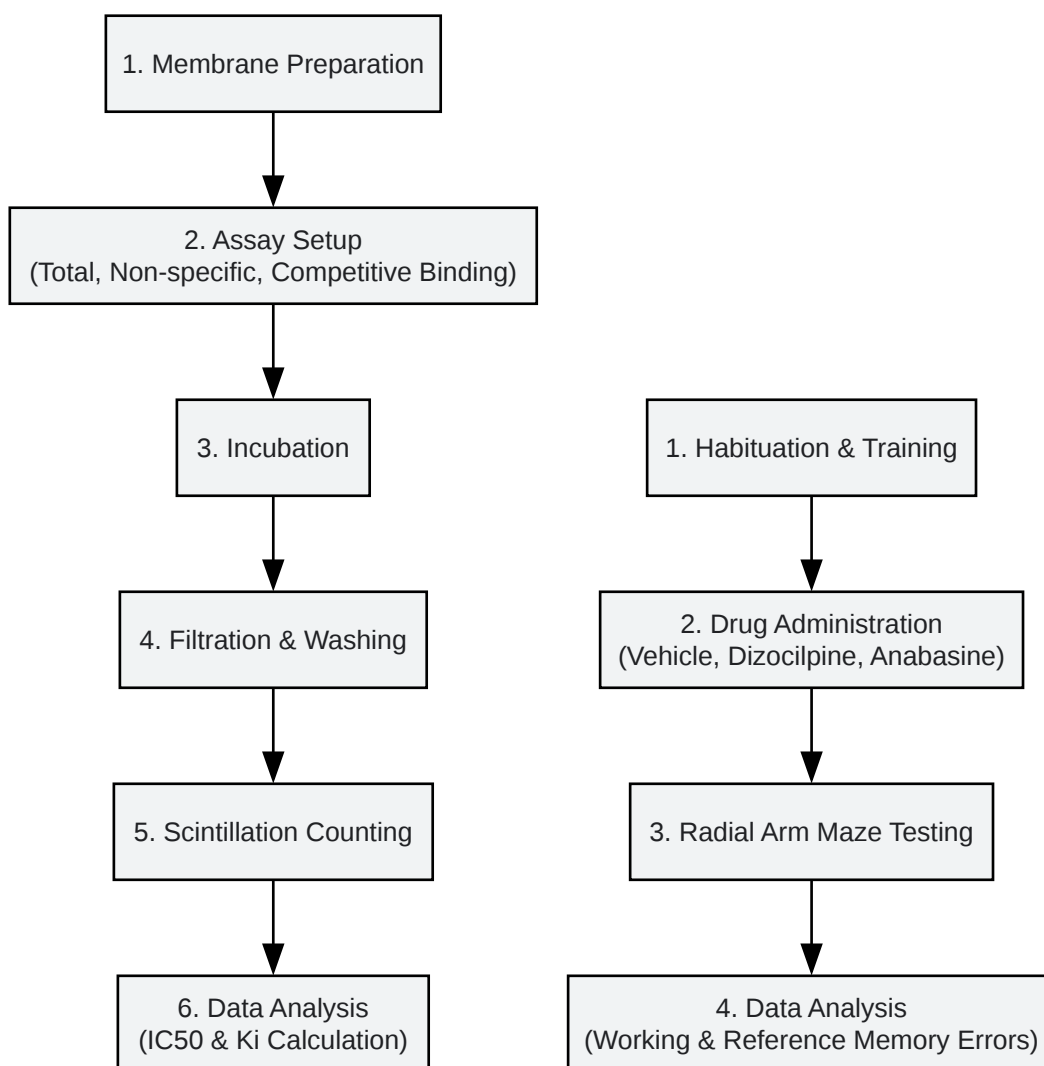 1. Membrane Preparation
2. Assay Setup
(Total, Non-specific, Competitive Binding)
3. Incubation
4. Filtration & Washing
5. Scintillation Counting
6. Data Analysis
(IC50 & Ki Calculation)
1. Habituation & Training
2. Drug Administration
(Vehicle, Dizocilpine, Anabasine)
3. Radial Arm Maze Testing
4. Data Analysis
(Working & Reference Memory Errors)